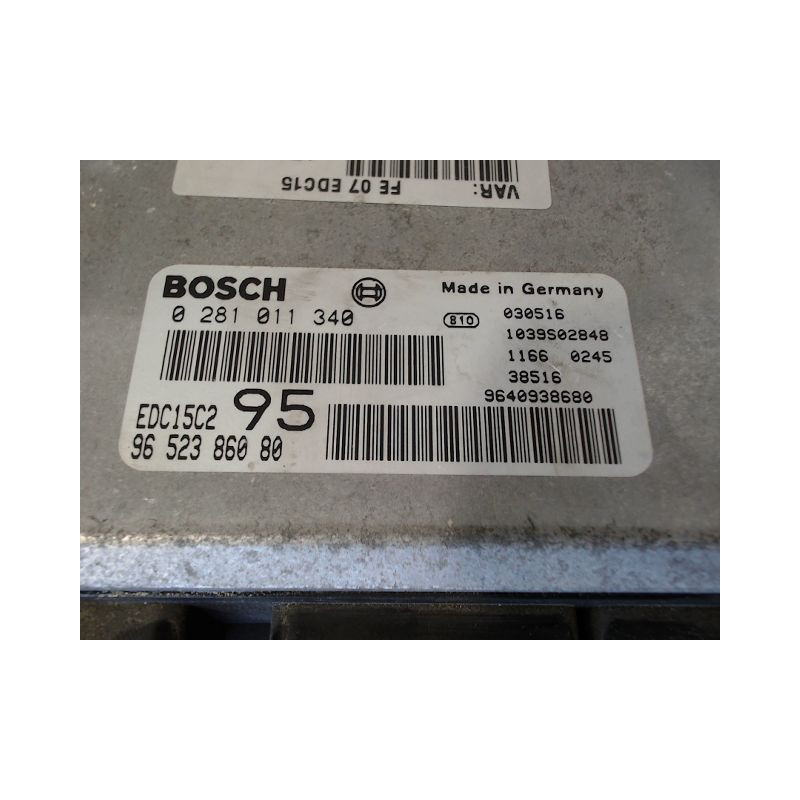 VAR:
FE 07 EDC15
BOSCH
Made in Germany
0 281 011 340
810
030516
1039S02848
1166 0245
38516
9640938680
EDC15C2 95
96 523 860 80